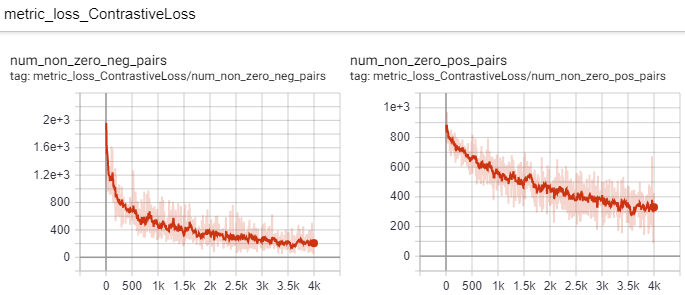 metric_loss_ContrastiveLoss
num_non_zero_neg_pairs
tag: metric_loss_ContrastiveLoss/num_non_zero_neg_pairs
2e+3
1.6e+3
1.2e+3
800
400
0
0 500 1k 1.5k 2k 2.5k 3k 3.5k 4k
num_non_zero_pos_pairs
tag: metric_loss_ContrastiveLoss/num_non_zero_pos_pairs
1e+3
800
600
400
200
0
0 500 1k 1.5k 2k 2.5k 3k 3.5k 4k